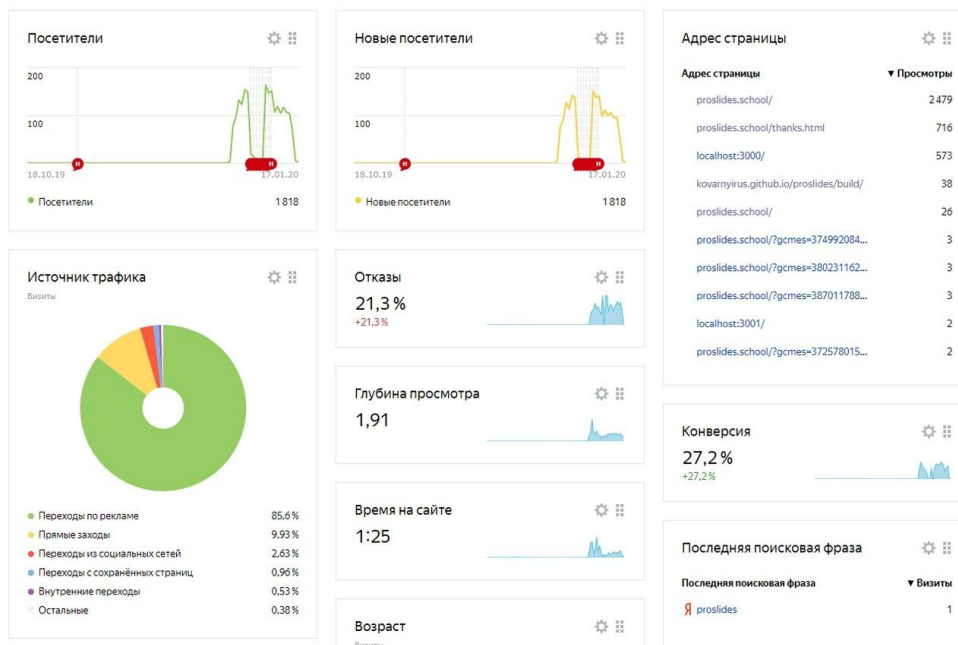 Посетители
200
100
Н
Н
18.10.19
17.01.20
Посетители 1 818
Новые посетители
200
100
Н
Н
18.10.19
17.01.20
Новые посетители 1 818
Адрес страницы
Адрес страницы ▼ Просмотры
proslides.school/ 2 479
proslides.school/thanks.html 716
localhost:3000/ 573
kovarnyirus.github.io/proslides/build/ 38
proslides.school/ 26
proslides.school/?gcmes=374992084... 3
proslides.school/?gcmes=380231162... 3
proslides.school/?gcmes=387011788... 3
localhost:3001/ 2
proslides.school/?gcmes=372578015... 2
Источник трафика
Визиты
Переходы по рекламе 85,6 %
Прямые заходы 9,93 %
Переходы из социальных сетей 2,63 %
Переходы с сохранённых страниц 0,96 %
Внутренние переходы 0,53 %
Остальные 0,38 %
Отказы
21,3 %
+21,3 %
Глубина просмотра
1,91
Время на сайте
1:25
Возраст
Визиты
Конверсия
27,2 %
+27,2 %
Последняя поисковая фраза
Последняя поисковая фраза ▼ Визиты
Я proslides 1